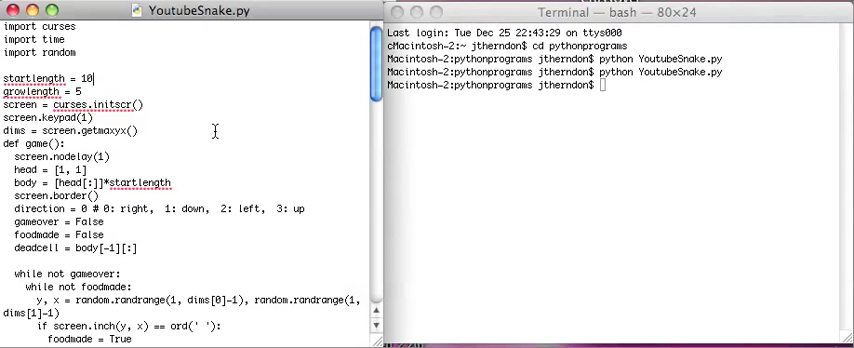 YoutubeSnake.py
import curses
import time
import random
startlength = 10
growlength = 5
screen = curses.initscr()
screen.keypad(1)
dims = screen.getmaxyx()
def game():
screen.nodelay(1)
head = [1, 1]
body = [head[:]]*startlength
screen.border()
direction = 0 # 0: right, 1: down, 2: left, 3: up
gameover = False
foodmade = False
deadcell = body[-1][:]
while not gameover:
while not foodmade:
y, x = random.randrange(1, dims[0]-1), random.randrange(1,
dims[1]-1)
if screen.inch(y, x) == ord(' '):
foodmade = True
Terminal — bash — 80×24
Last login: Tue Dec 25 22:43:29 on ttys000
cMacintosh-2:~ jtherndon$ cd pythonprograms
Macintosh-2:pythonprograms jtherndon$ python YoutubeSnake.py
Macintosh-2:pythonprograms jtherndon$ python YoutubeSnake.py
Macintosh-2:pythonprograms jtherndon$